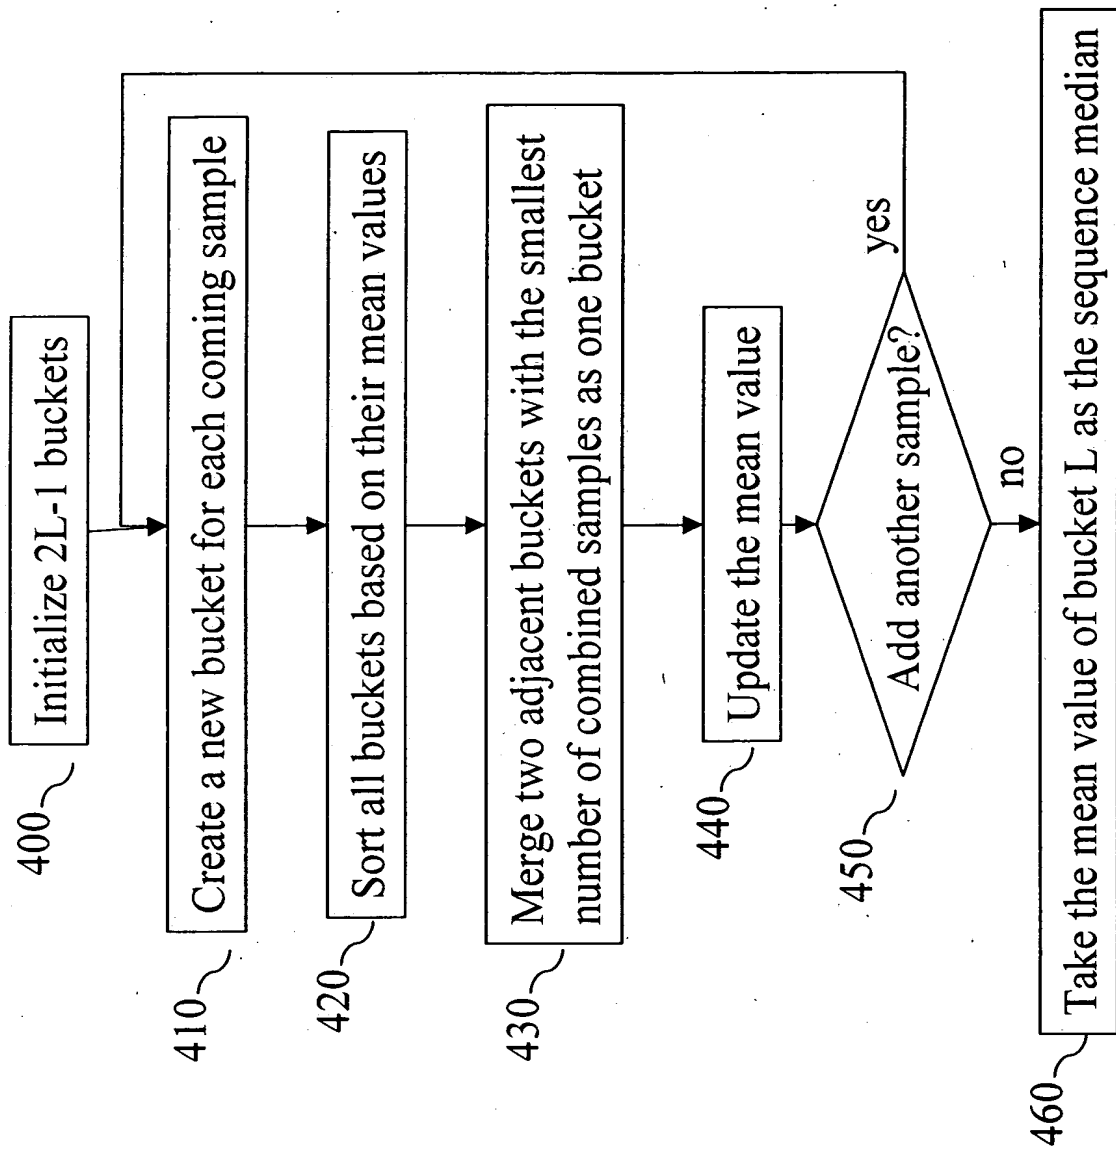 400
Initialize 2L-1 buckets
410
Create a new bucket for each coming sample
420
Sort all buckets based on their mean values
430
Merge two adjacent buckets with the smallest
number of combined samples as one bucket
440
Update the mean value
450
Add another sample?
yes
no
460
Take the mean value of bucket L as the sequence median